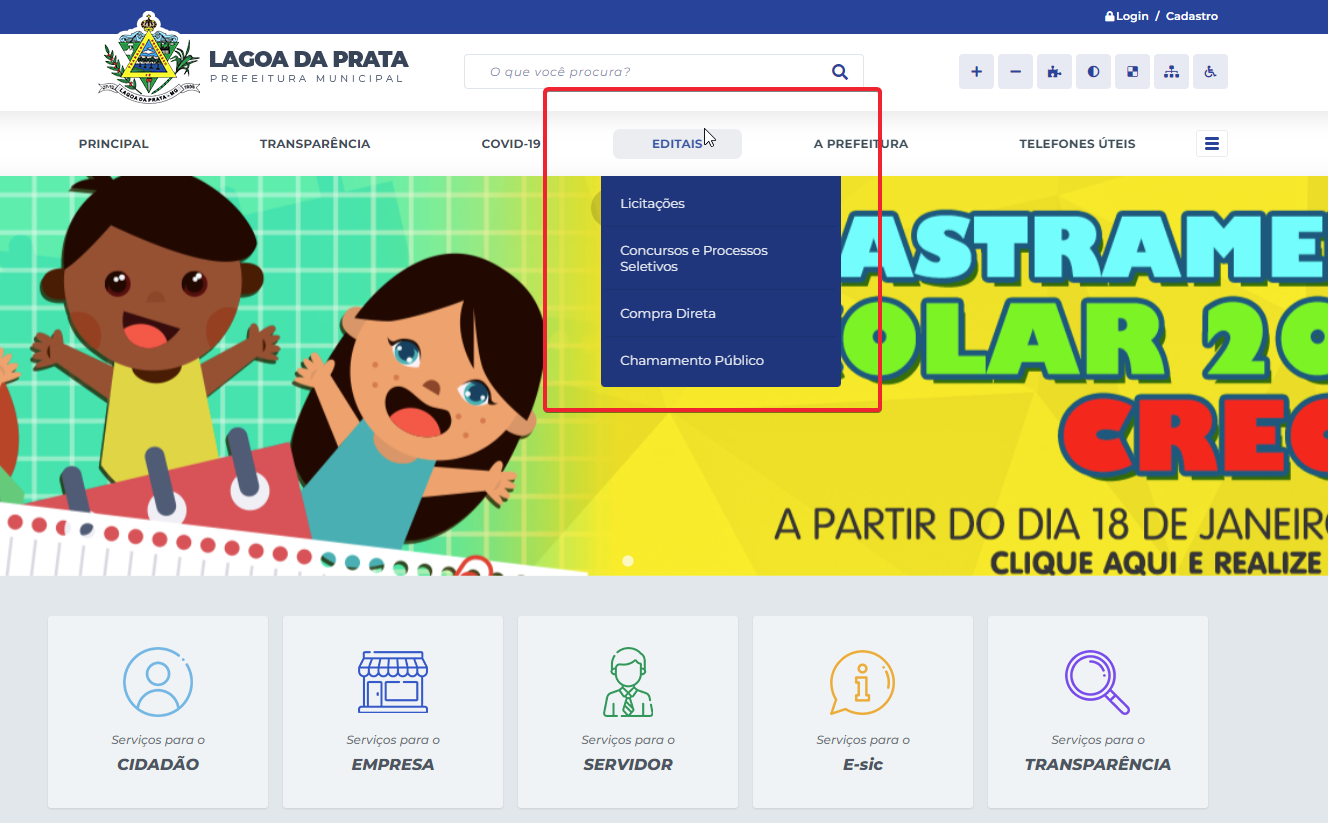 Login / Cadastro
LAGOA DA PRATA
PREFEITURA MUNICIPAL
LAGOA DA PRATA - MG
O que você procura?
PRINCIPAL
TRANSPARÊNCIA
COVID-19
EDITAIS
A PREFEITURA
TELEFONES ÚTEIS
Licitações
Concursos e Processos
Seletivos
Compra Direta
Chamamento Público
ASTRAME
OLAR 20
CREC
A PARTIR DO DIA 18 DE JANEIR
CLIQUE AQUI E REALIZE
Serviços para o
CIDADÃO
Serviços para o
EMPRESA
Serviços para o
SERVIDOR
Serviços para o
E-sic
Serviços para o
TRANSPARÊNCIA